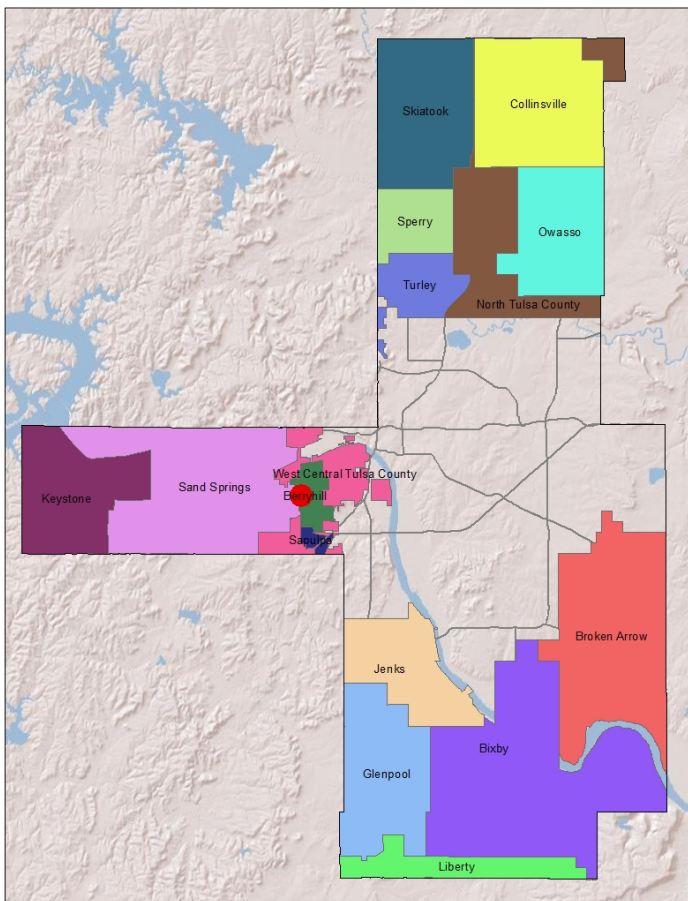 Skiatook
Collinsville
Sperry
Owasso
Turley
North Tulsa County
West Central Tulsa County
Sand Springs
Keystone
Berryhill
Sapulpa
Broken Arrow
Jenks
Bixby
Glenpool
Liberty